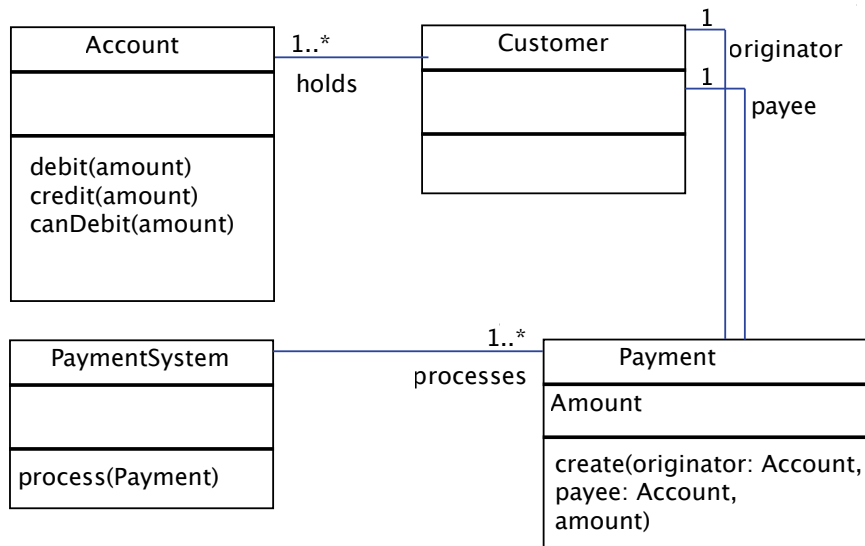 Account
1..*
holds
Customer
1
originator
1
payee
debit(amount)
credit(amount)
canDebit(amount)
PaymentSystem
1..*
processes
Payment
Amount
process(Payment)
create(originator: Account,
payee: Account,
amount)